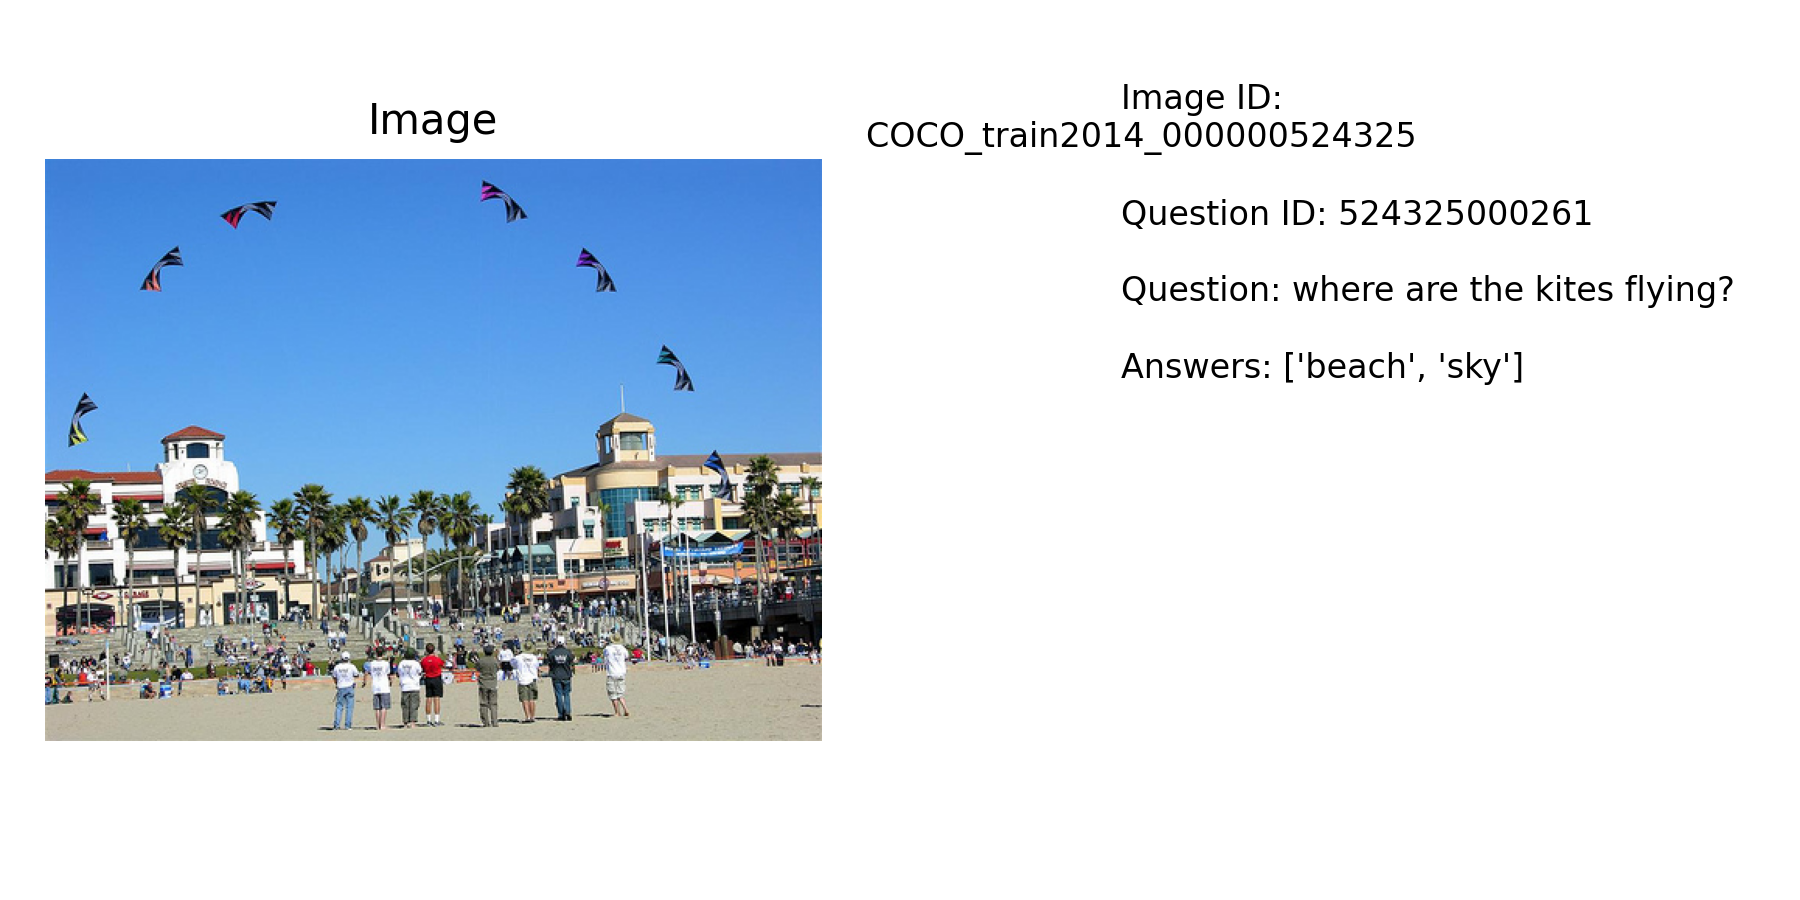 Image
Image ID:
COCO_train2014_000000524325
Question ID: 524325000261
Question: where are the kites flying?
Answers: ['beach', 'sky']